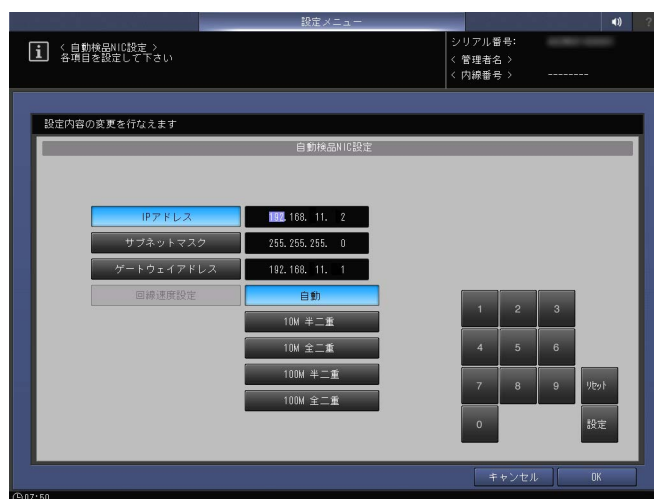 設定メニュー
?
< 自動検品NIC設定 >
各項目を設定して下さい
シリアル番号:
< 管理者名 >
< 内線番号 > --------
設定内容の変更を行なえます
自動検品NIC設定
IPアドレス 192.168. 11. 2
サブネットマスク 255.255.255. 0
ゲートウェイアドレス 192.168. 11. 1
回線速度設定 自動
10M 半二重
10M 全二重
100M 半二重
100M 全二重
1 2 3
4 5 6
7 8 9 リセット
0 設定
キャンセル OK
07:50